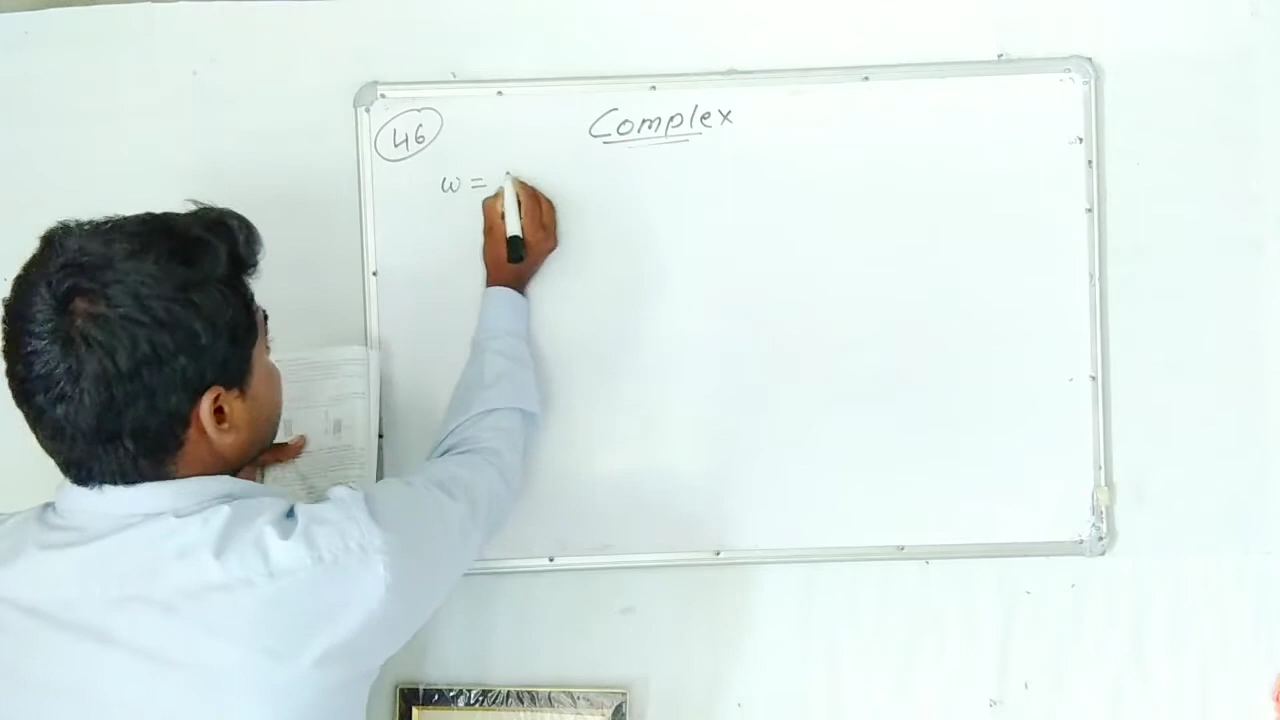 Complex
46
ω =